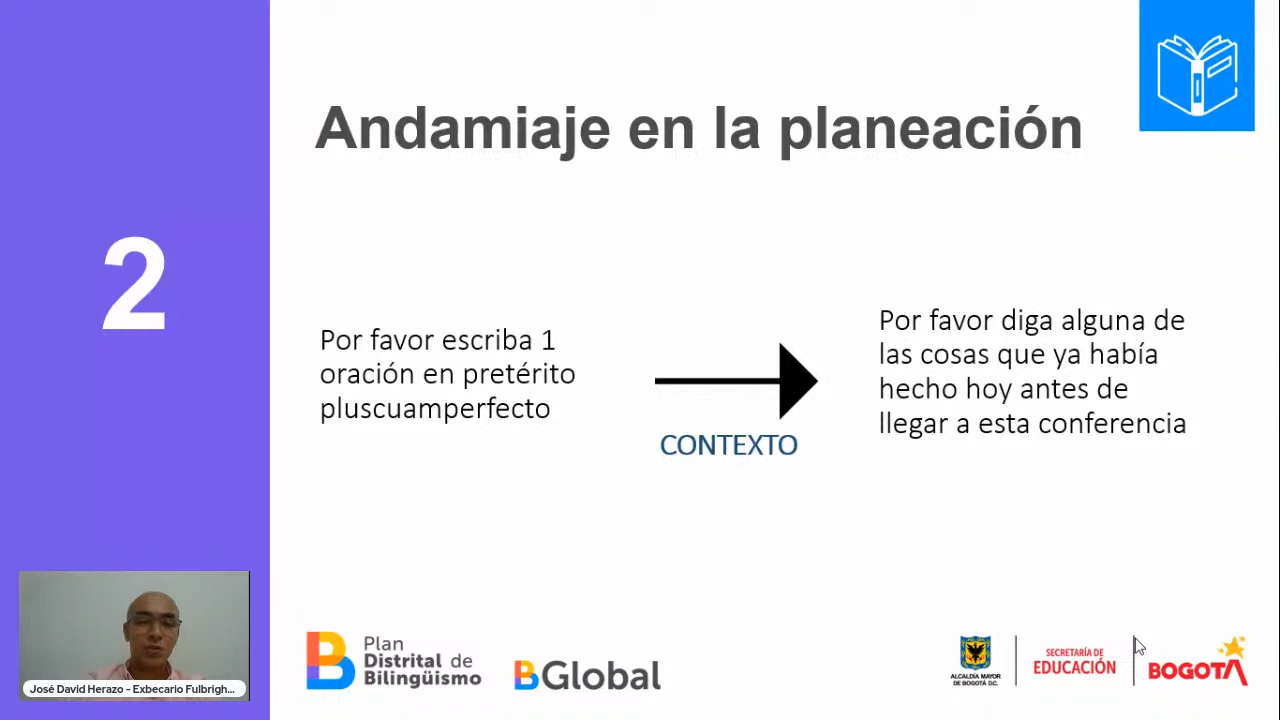 Andamiaje en la planeación
2
Por favor escriba 1
oración en pretérito
pluscuamperfecto
CONTEXTO
Por favor diga alguna de
las cosas que ya había
hecho hoy antes de
llegar a esta conferencia
José David Herazo - Exbecario Fulbrigh...
B
Plan
Distrital de
Bilingüismo
BGlobal
ALCALDÍA MAYOR
DE BOGOTÁ D.C.
SECRETARÍA DE
EDUCACIÓN
BOGOTÁ